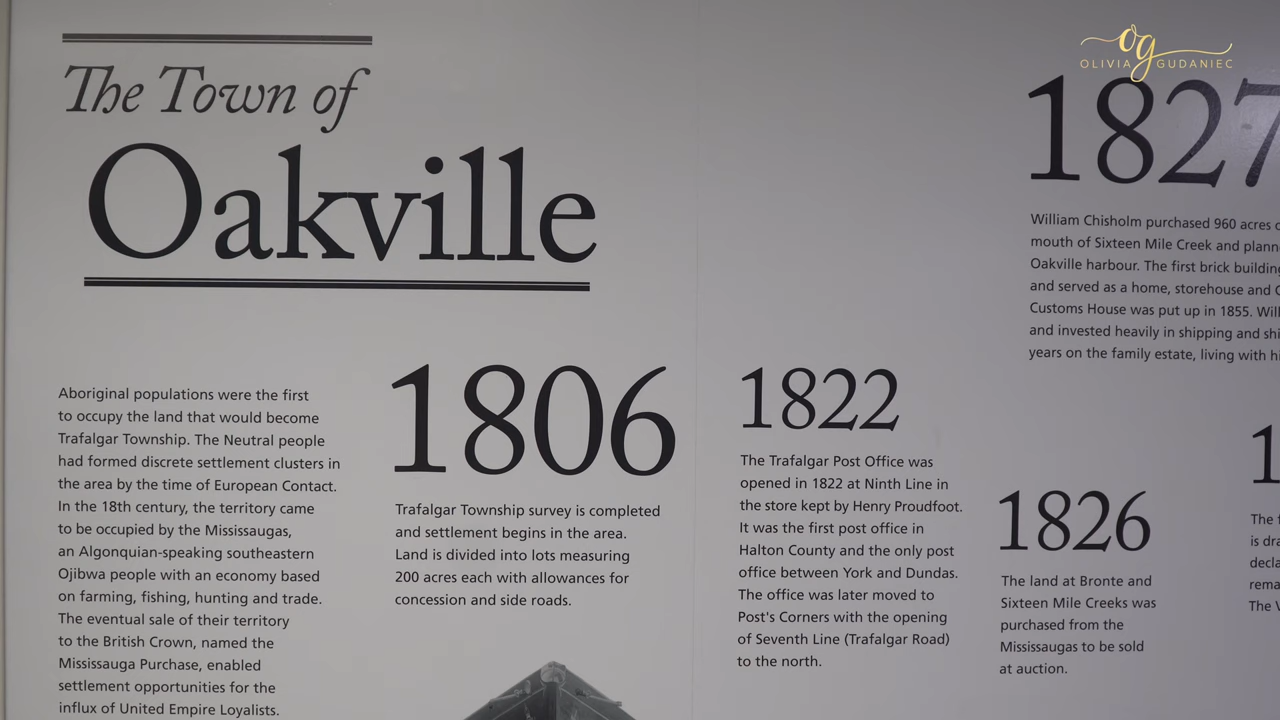 The Town of
Oakville
Aboriginal populations were the first
to occupy the land that would become
Trafalgar Township. The Neutral people
had formed discrete settlement clusters in
the area by the time of European Contact.
In the 18th century, the territory came
to be occupied by the Mississaugas,
an Algonquian-speaking southeastern
Ojibwa people with an economy based
on farming, fishing, hunting and trade.
The eventual sale of their territory
to the British Crown, named the
Mississauga Purchase, enabled
settlement opportunities for the
influx of United Empire Loyalists.
1806
Trafalgar Township survey is completed
and settlement begins in the area.
Land is divided into lots measuring
200 acres each with allowances for
concession and side roads.
1822
The Trafalgar Post Office was
opened in 1822 at Ninth Line in
the store kept by Henry Proudfoot.
It was the first post office in
Halton County and the only post
office between York and Dundas.
The office was later moved to
Post's Corners with the opening
of Seventh Line (Trafalgar Road)
to the north.
1826
The land at Bronte and
Sixteen Mile Creeks was
purchased from the
Mississaugas to be sold
at auction.
og
OLIVIA GUDANIEC
1827
William Chisholm purchased 960 acres
mouth of Sixteen Mile Creek and
Oakville harbour. The first brick
and served as a home, storehouse and
Customs House was put up in 1855.
and invested heavily in shipping and
years on the family estate, living with
The
is
The